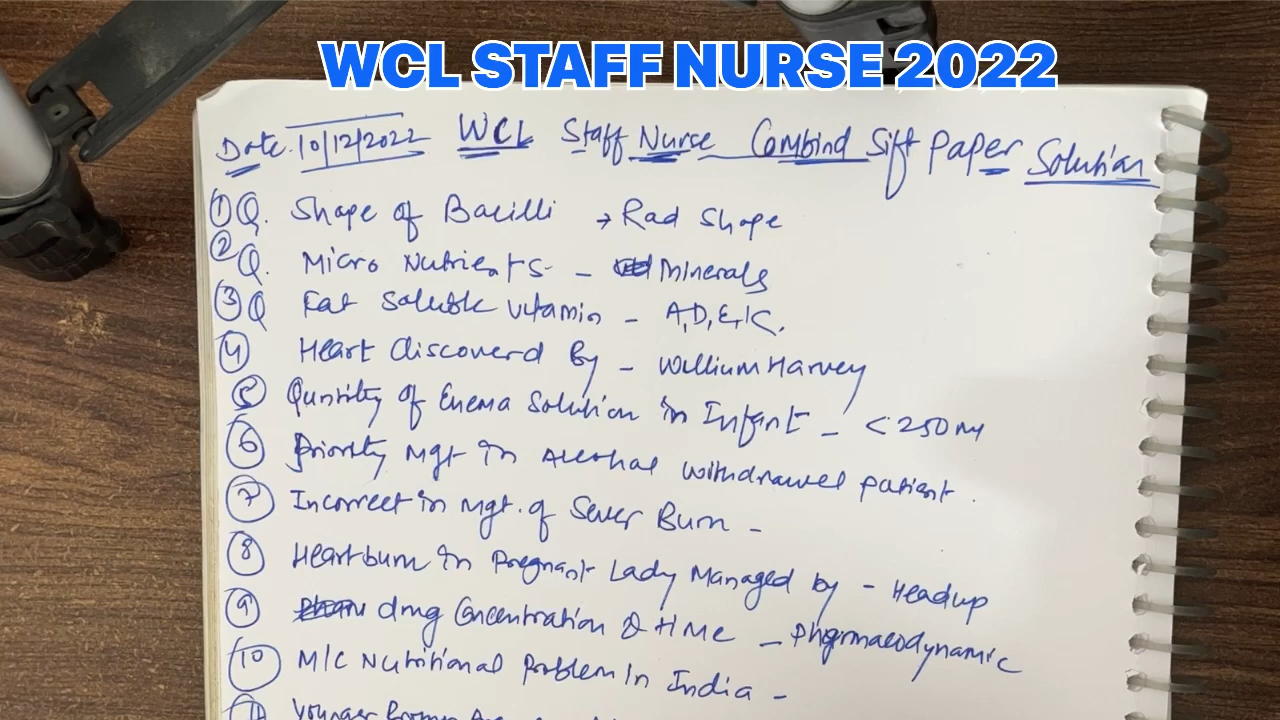 WCL STAFF NURSE 2022
Date. 10/12/2022 WCL Staff Nurse Combind Sift Paper Solution
① Q. Shape of Bacilli → Rad Shape
② Q. Micro Nutrients - Minerals
③ Q Fat Soluble vitamin - A,D,E,K.
④ Heart discoverd By - William Harvey
⑤ Quntity of Enema Solution in Infant - < 250 ml
⑥ Priority Mgt in Alcohal withdrawel patient.
⑦ Incorrect in Mgt. of Sever Burn -
⑧ Heartburn in Pregnant Lady Managed by - Headup
⑨ drug Concentration & time - Phgrmacodynamic
⑩ M/C Nutritional Problem in India -